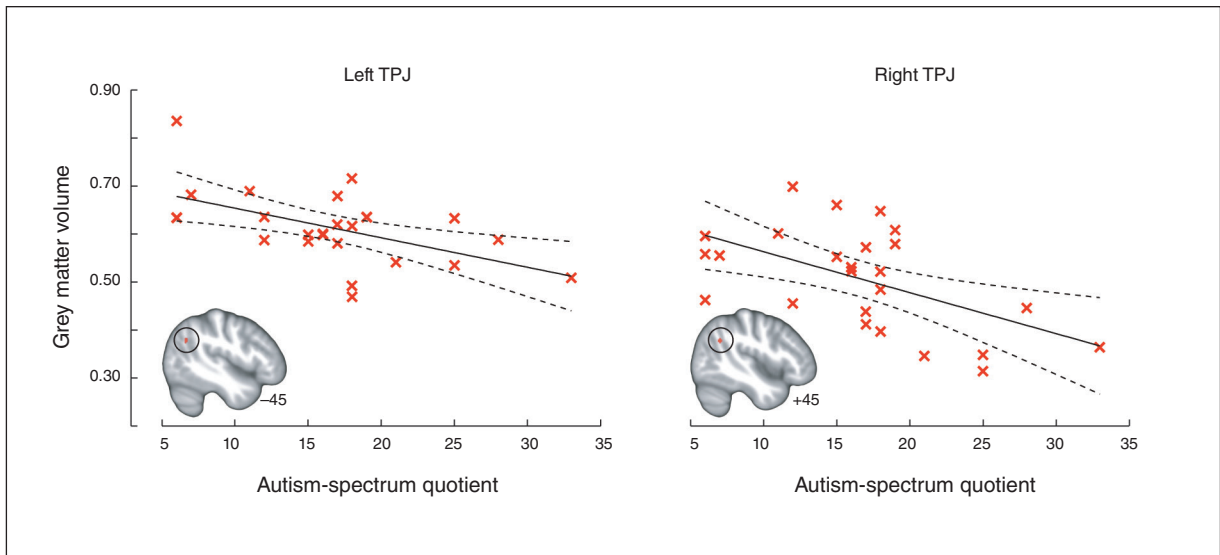 Left TPJ
Right TPJ
Grey matter volume
0.90
0.70
0.50
0.30
–45
+45
5 10 15 20 25 30 35
5 10 15 20 25 30 35
Autism-spectrum quotient
Autism-spectrum quotient